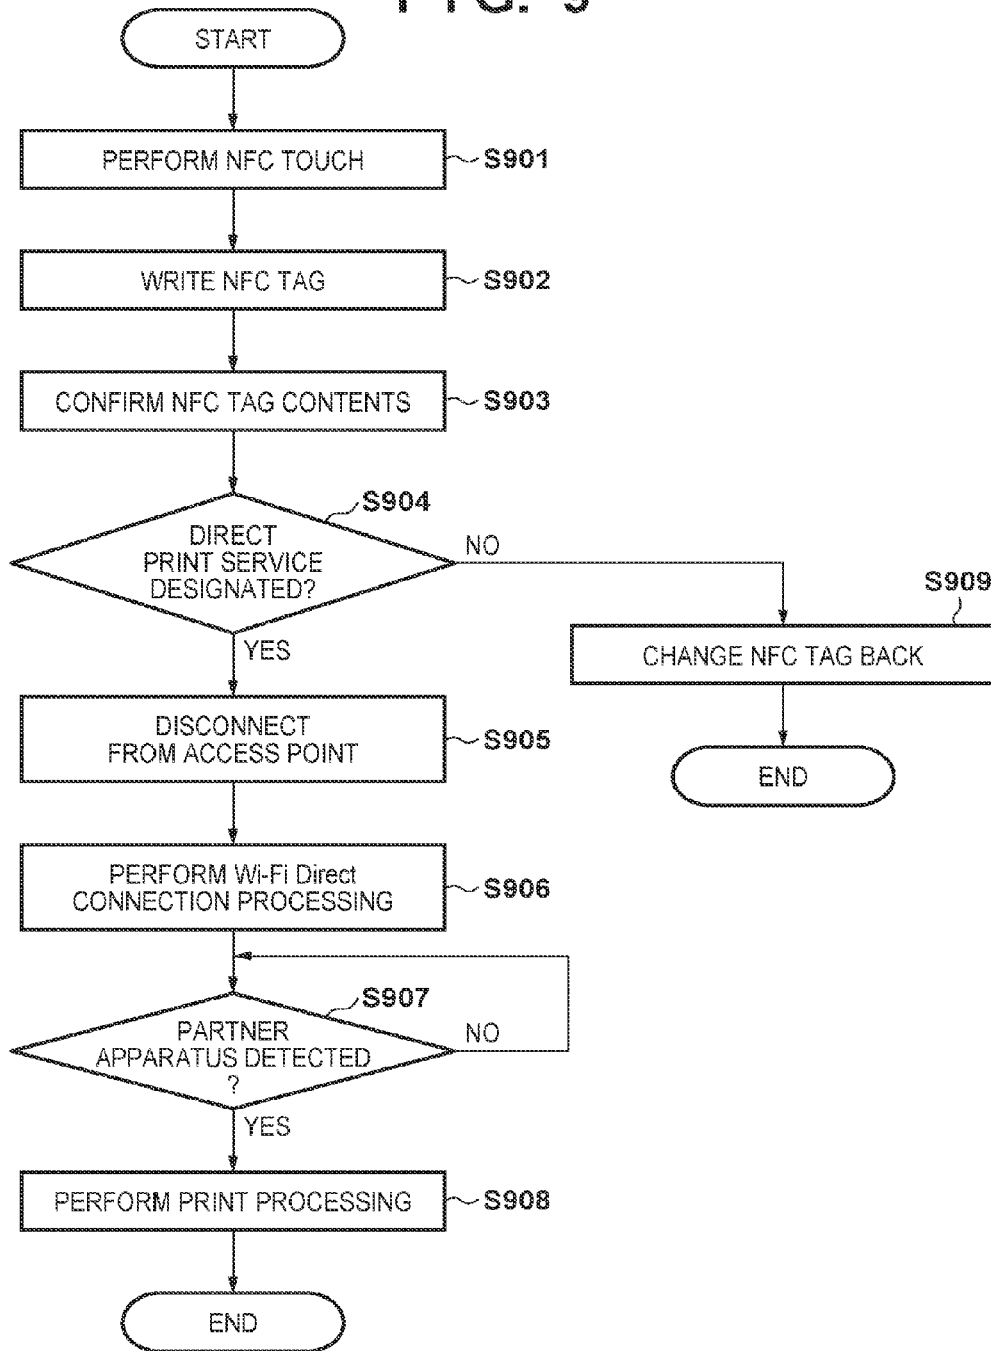 FIG. 9
START
PERFORM NFC TOUCH
S901
WRITE NFC TAG
S902
CONFIRM NFC TAG CONTENTS
S903
S904
DIRECT
PRINT SERVICE
DESIGNATED?
NO
YES
S909
CHANGE NFC TAG BACK
END
DISCONNECT
FROM ACCESS POINT
S905
PERFORM Wi-Fi Direct
CONNECTION PROCESSING
S906
S907
PARTNER
APPARATUS DETECTED
?
NO
YES
PERFORM PRINT PROCESSING
S908
END